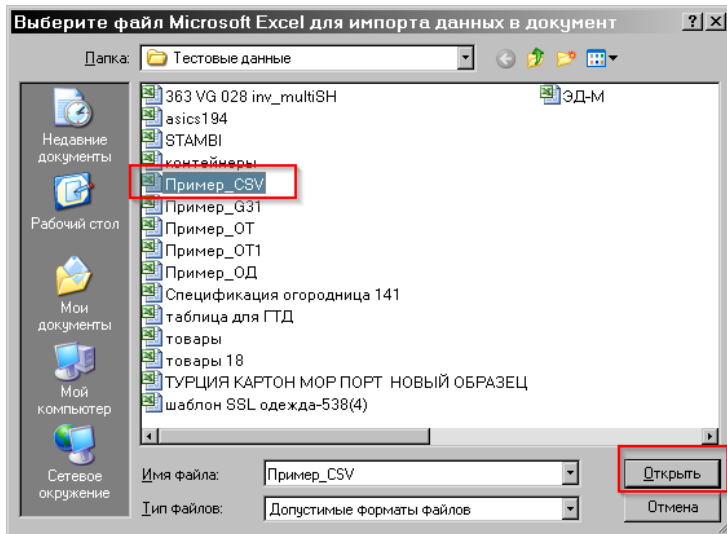 Выберите файл Microsoft Excel для импорта данных в документ
Папка:
Тестовые данные
Недавние
документы
Рабочий стол
Мои
документы
Мой
компьютер
Сетевое
окружение
363 VG 028 inv_multiSH
asics194
STAMBI
контейнеры
Пример_CSV
Пример_G31
Пример_ОТ
Пример_ОТ1
Пример_ОД
Спецификация огородница 141
таблица для ГТД
товары
товары 18
ТУРЦИЯ КАРТОН МОР ПОРТ НОВЫЙ ОБРАЗЕЦ
шаблон SSL одежда-538(4)
ЭД-М
Имя файла:
Пример_CSV
Открыть
Тип файлов:
Допустимые форматы файлов
Отмена